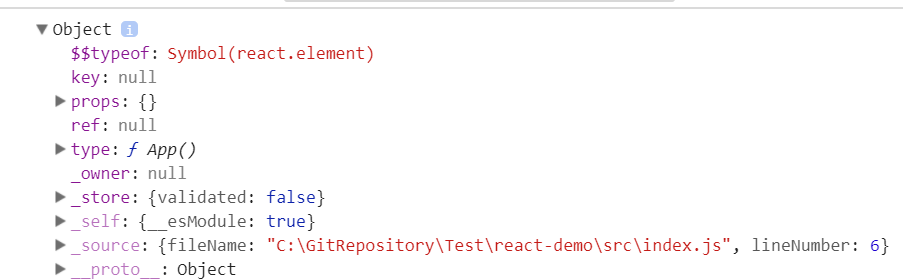 ▼Object i
$$typeof: Symbol(react.element)
key: null
▶props: {}
ref: null
▶type: ƒ App()
_owner: null
▶_store: {validated: false}
▶_self: {__esModule: true}
▶_source: {fileName: "C:\GitRepository\Test\react-demo\src\index.js", lineNumber: 6}
▶__proto__: Object